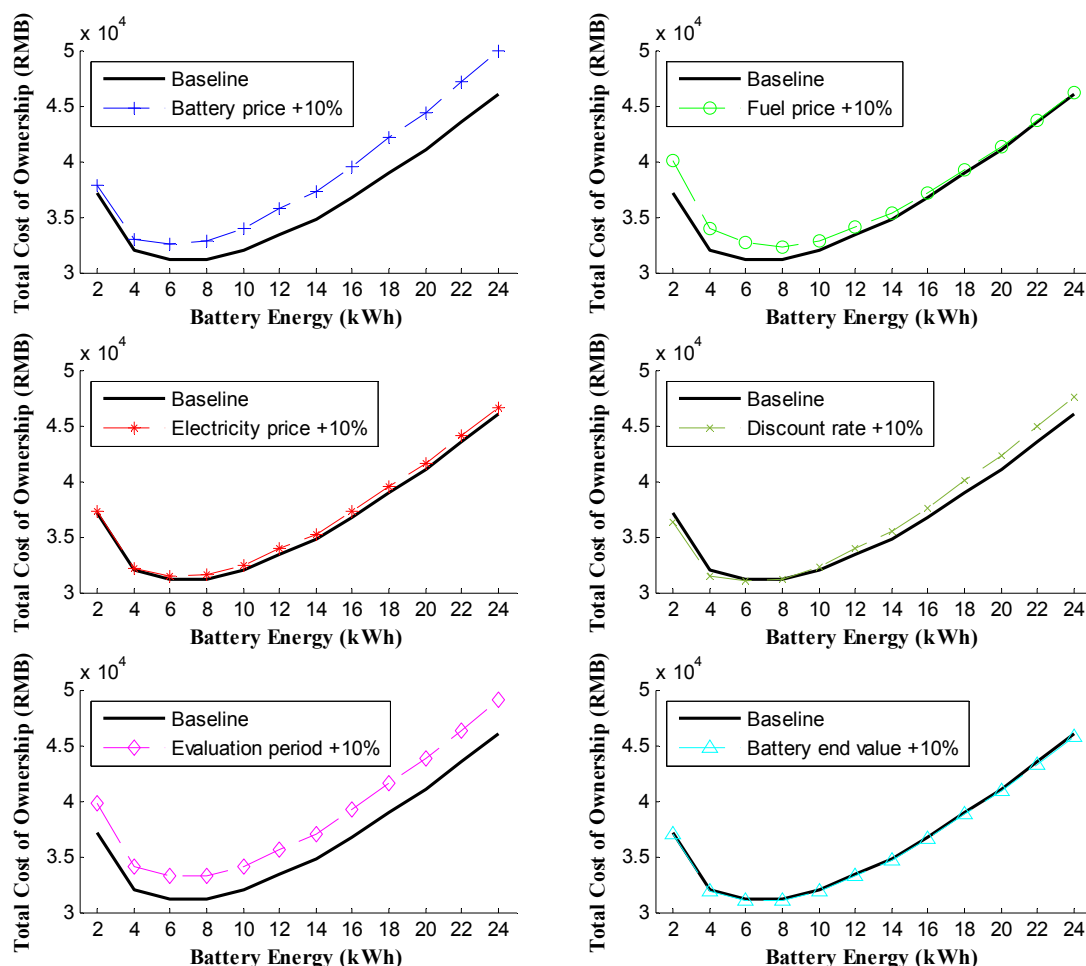 x 10^4
Total Cost of Ownership (RMB)
5
4.5
4
3.5
3
Baseline
Battery price +10%
2 4 6 8 10 12 14 16 18 20 22 24
Battery Energy (kWh)
x 10^4
Total Cost of Ownership (RMB)
5
4.5
4
3.5
3
Baseline
Fuel price +10%
2 4 6 8 10 12 14 16 18 20 22 24
Battery Energy (kWh)
x 10^4
Total Cost of Ownership (RMB)
5
4.5
4
3.5
3
Baseline
Electricity price +10%
2 4 6 8 10 12 14 16 18 20 22 24
Battery Energy (kWh)
x 10^4
Total Cost of Ownership (RMB)
5
4.5
4
3.5
3
Baseline
Discount rate +10%
2 4 6 8 10 12 14 16 18 20 22 24
Battery Energy (kWh)
x 10^4
Total Cost of Ownership (RMB)
5
4.5
4
3.5
3
Baseline
Evaluation period +10%
2 4 6 8 10 12 14 16 18 20 22 24
Battery Energy (kWh)
x 10^4
Total Cost of Ownership (RMB)
5
4.5
4
3.5
3
Baseline
Battery end value +10%
2 4 6 8 10 12 14 16 18 20 22 24
Battery Energy (kWh)